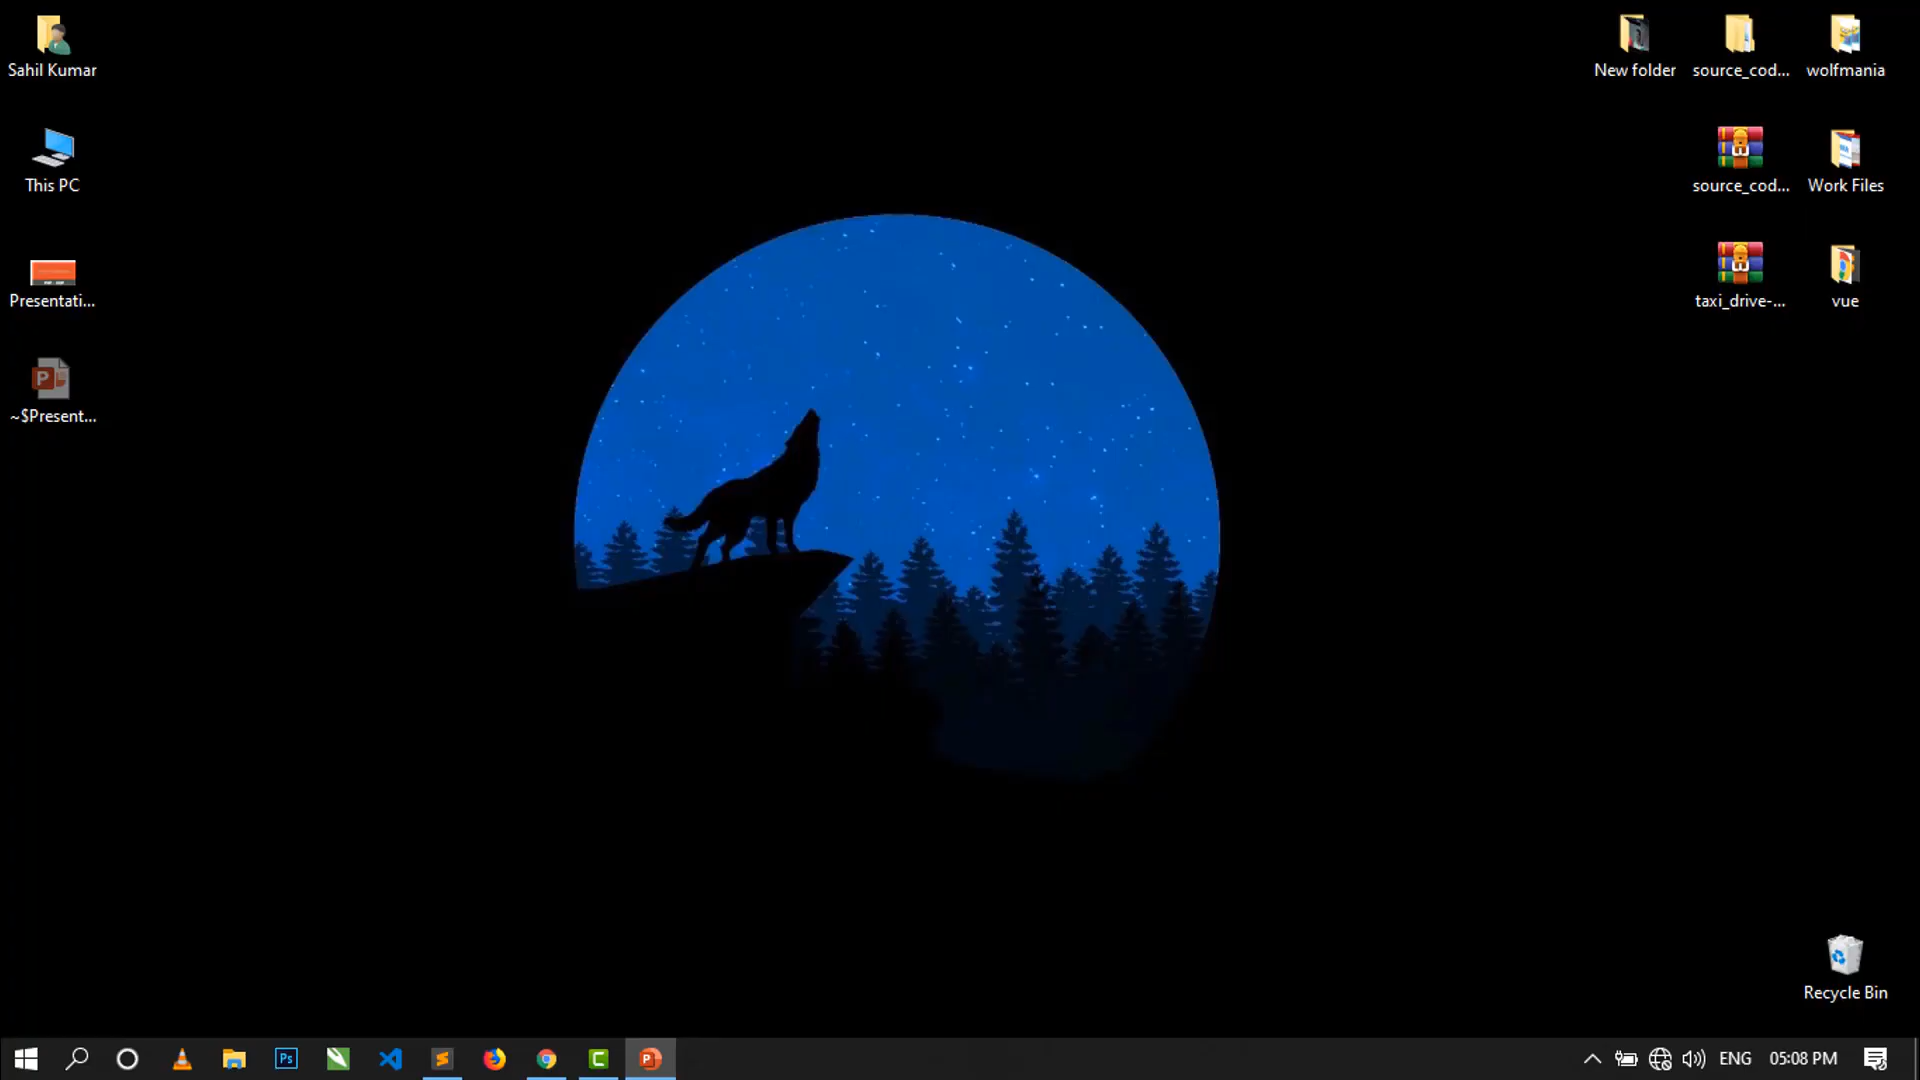 Sahil Kumar
New folder
source_cod...
wolfmania
This PC
source_cod...
Work Files
Presentati...
taxi_drive-...
vue
~$Present...
Recycle Bin
ENG
05:08 PM